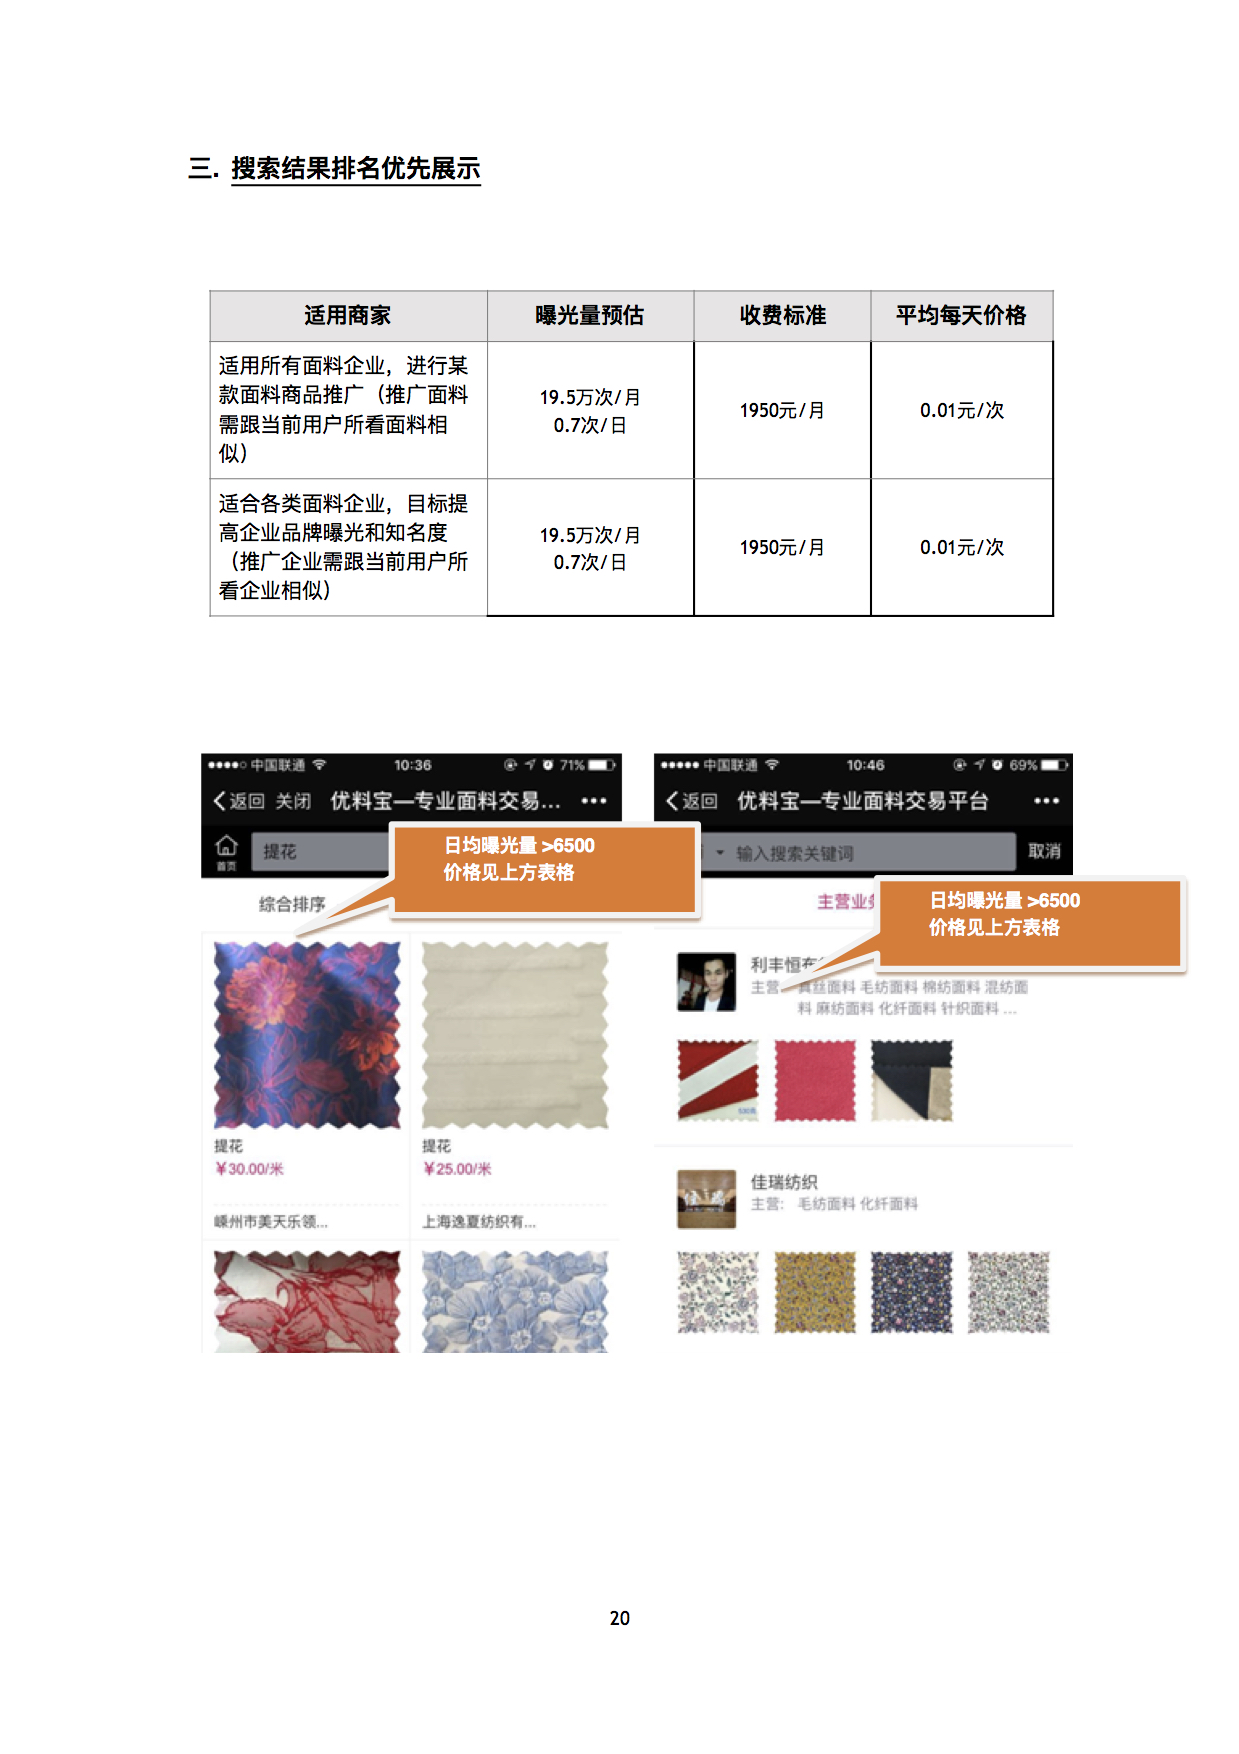 三. 搜索结果排名优先展示
适用商家 曝光量预估 收费标准 平均每天价格
适用所有面料企业，进行某
款面料商品推广（推广面料
需跟当前用户所看面料相
似）
19.5万次/月
0.7次/日
1950元/月
0.01元/次
适合各类面料企业，目标提
高企业品牌曝光和知名度
（推广企业需跟当前用户所
看企业相似）
19.5万次/月
0.7次/日
1950元/月
0.01元/次
中国联通 10:36 71%
返回 关闭 优料宝—专业面料交易... •••
首页 提花
日均曝光量 >6500
价格见上方表格
综合排序
提花
¥30.00/米
嵊州市美天乐领...
提花
¥25.00/米
上海逸夏纺织有...
中国联通 10:46 69%
返回 优料宝—专业面料交易平台 •••
输入搜索关键词 取消
日均曝光量 >6500
价格见上方表格
主营业
利丰恒
主营: 真丝面料 毛纺面料 棉纺面料 混纺面
料 麻纺面料 化纤面料 针织面料 ...
佳瑞纺织
主营: 毛纺面料 化纤面料
20